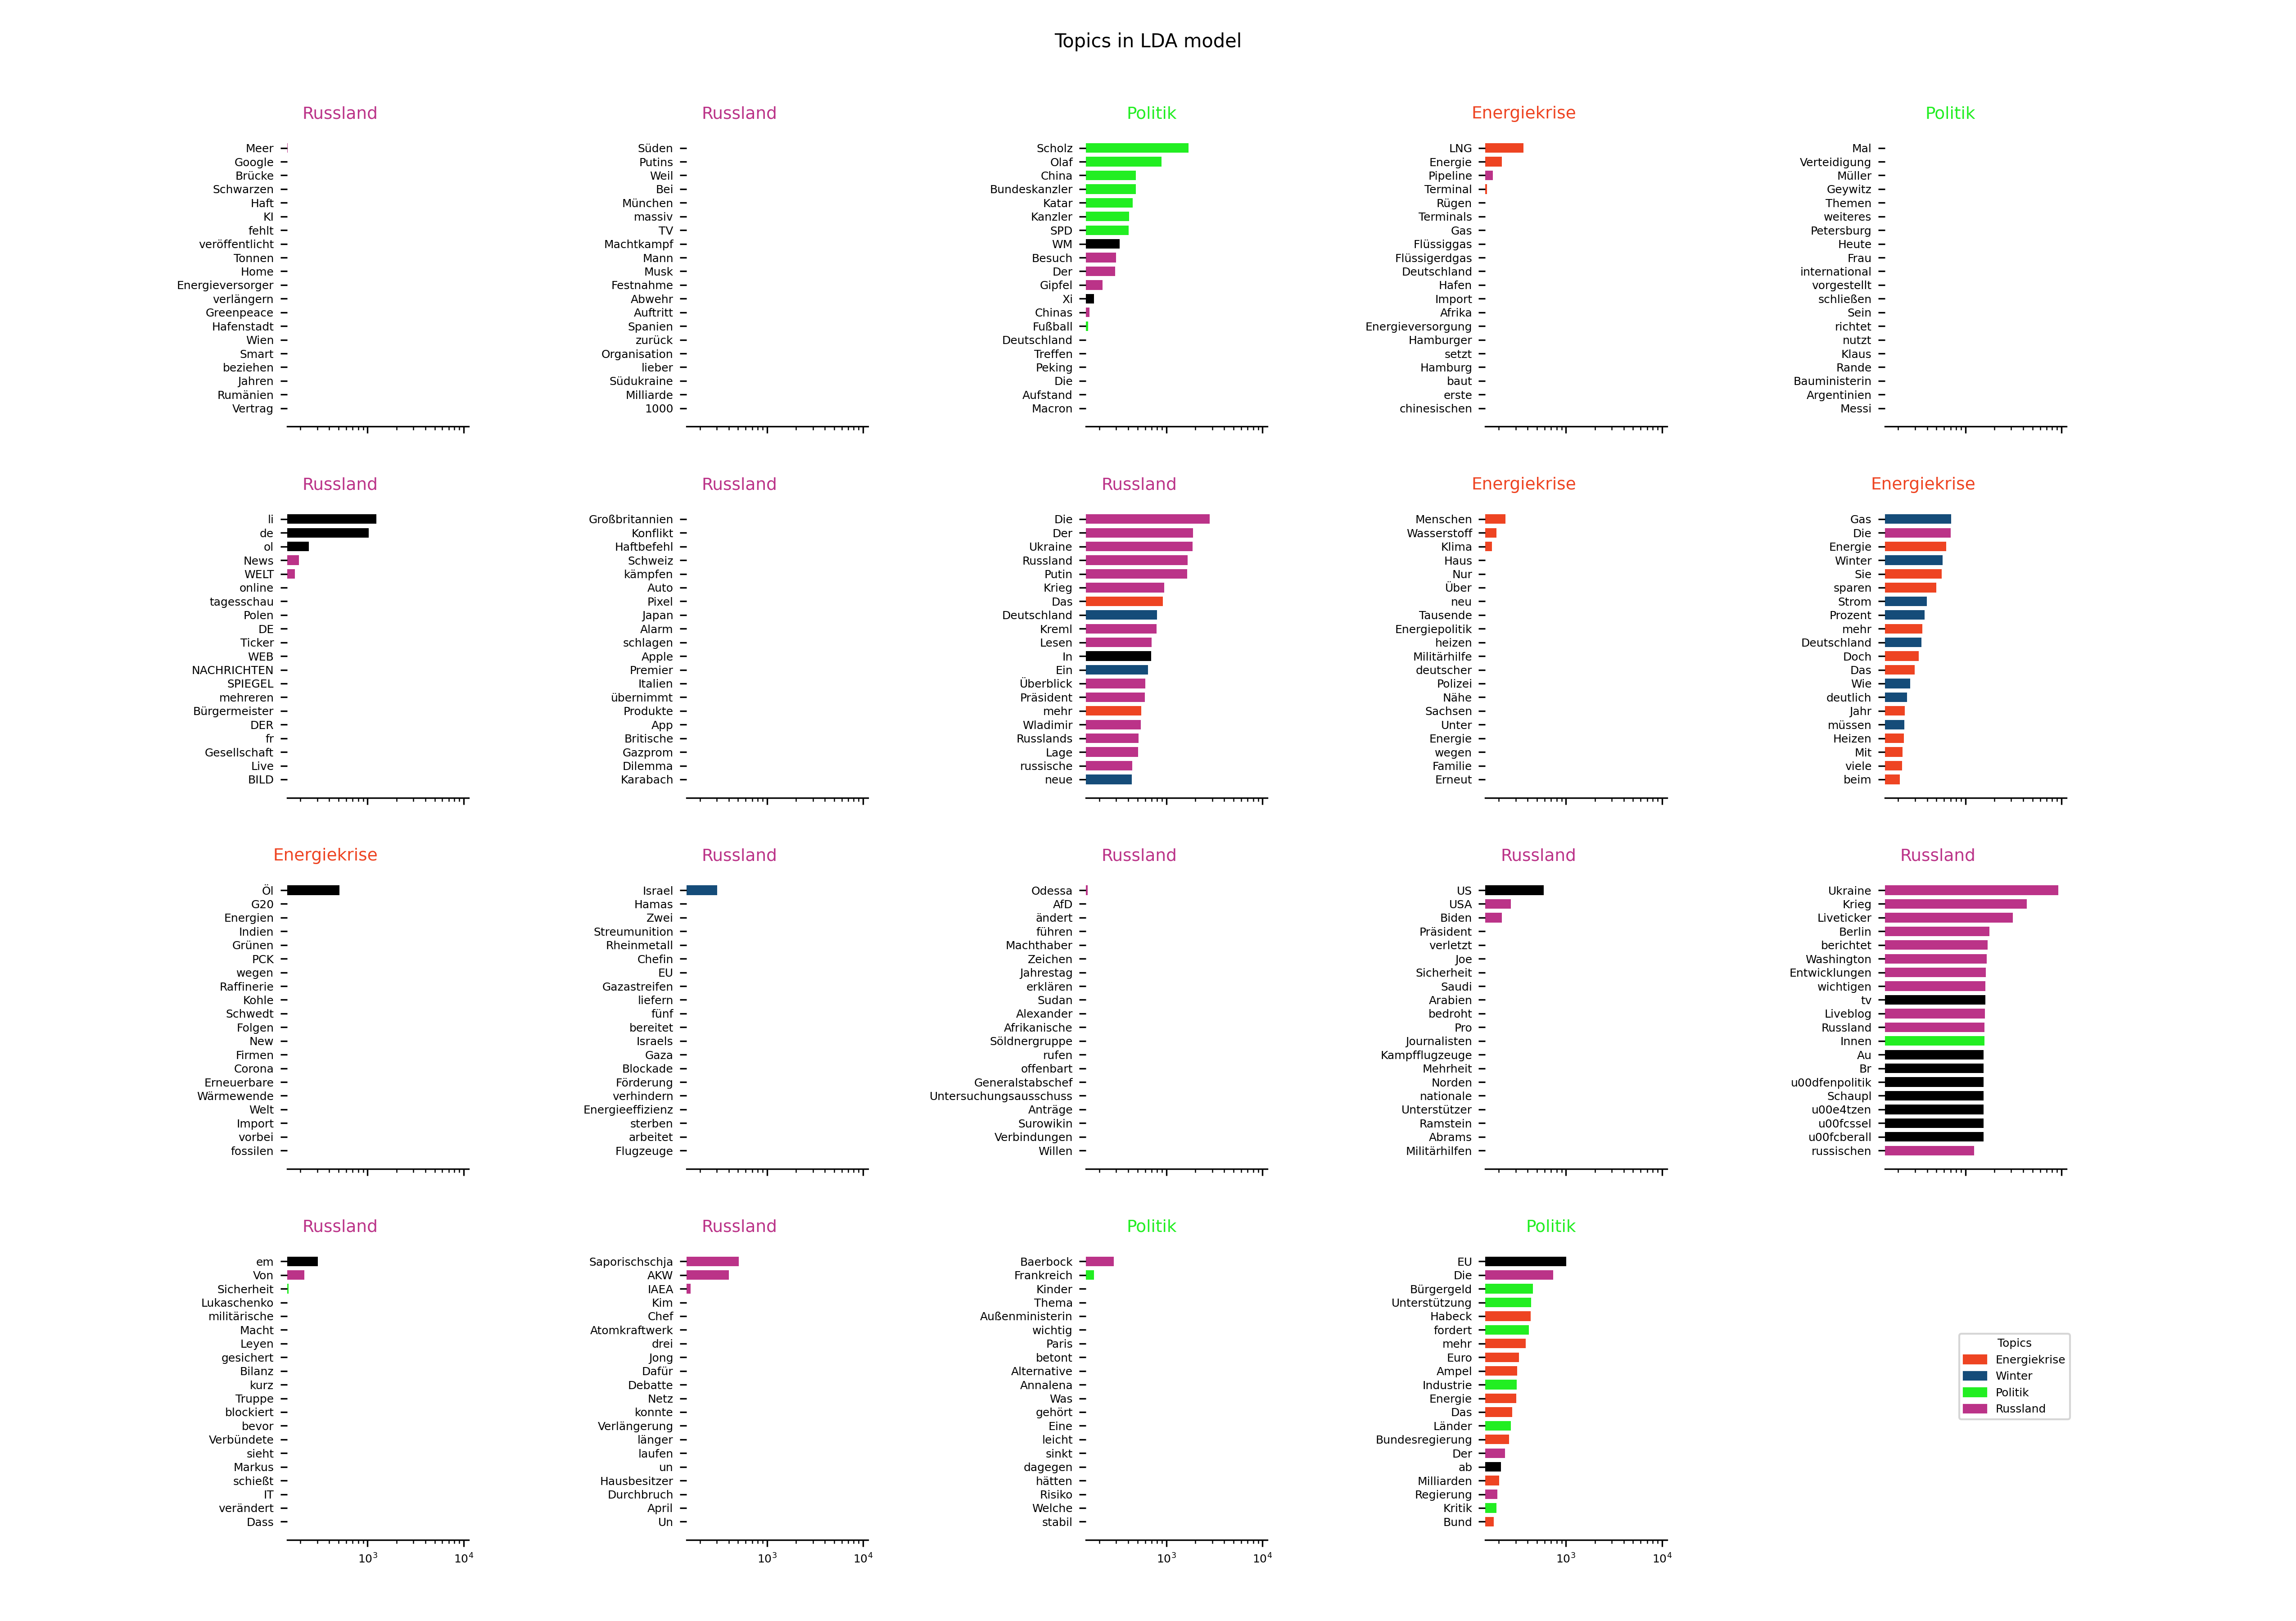 Topics in LDA model
Russland
Meer
Google
Brücke
Schwarzen
Haft
KI
fehlt
veröffentlicht
Tonnen
Home
Energieversorger
verlängern
Greenpeace
Hafenstadt
Wien
Smart
beziehen
Jahren
Rumänien
Vertrag
Russland
Süden
Putins
Weil
Bei
München
massiv
TV
Machtkampf
Mann
Musk
Festnahme
Abwehr
Auftritt
Spanien
zurück
Organisation
lieber
Südukraine
Milliarde
1000
Politik
Scholz
Olaf
China
Bundeskanzler
Katar
Kanzler
SPD
WM
Besuch
Der
Gipfel
Xi
Chinas
Fußball
Deutschland
Treffen
Peking
Die
Aufstand
Macron
Energiekrise
LNG
Energie
Pipeline
Terminal
Rügen
Terminals
Gas
Flüssiggas
Flüssigerdgas
Deutschland
Hafen
Import
Afrika
Energieversorgung
Hamburger
setzt
Hamburg
baut
erste
chinesischen
Politik
Mal
Verteidigung
Müller
Geywitz
Themen
weiteres
Petersburg
Heute
Frau
international
vorgestellt
schließen
Sein
richtet
nutzt
Klaus
Rande
Bauministerin
Argentinien
Messi
Russland
li
de
ol
News
WELT
online
tagesschau
Polen
DE
Ticker
WEB
NACHRICHTEN
SPIEGEL
mehreren
Bürgermeister
DER
fr
Gesellschaft
Live
BILD
Russland
Großbritannien
Konflikt
Haftbefehl
Schweiz
kämpfen
Auto
Pixel
Japan
Alarm
schlagen
Apple
Premier
Italien
übernimmt
Produkte
App
Britische
Gazprom
Dilemma
Karabach
Russland
Die
Der
Ukraine
Russland
Putin
Krieg
Das
Deutschland
Kreml
Lesen
In
Ein
Überblick
Präsident
mehr
Wladimir
Russlands
Lage
russische
neue
Energiekrise
Menschen
Wasserstoff
Klima
Haus
Nur
Über
neu
Tausende
Energiepolitik
heizen
Militärhilfe
deutscher
Polizei
Nähe
Sachsen
Unter
Energie
wegen
Familie
Erneut
Energiekrise
Gas
Die
Energie
Winter
Sie
sparen
Strom
Prozent
mehr
Deutschland
Doch
Das
Wie
deutlich
Jahr
müssen
Heizen
Mit
viele
beim
Energiekrise
Öl
G20
Energien
Indien
Grünen
PCK
wegen
Raffinerie
Kohle
Schwedt
Folgen
New
Firmen
Corona
Erneuerbare
Wärmewende
Welt
Import
vorbei
fossilen
Russland
Israel
Hamas
Zwei
Streumunition
Rheinmetall
Chefin
EU
Gazastreifen
liefern
fünf
bereitet
Israels
Gaza
Blockade
Förderung
verhindern
Energieeffizienz
sterben
arbeitet
Flugzeuge
Russland
Odessa
AfD
ändert
führen
Machthaber
Zeichen
Jahrestag
erklären
Sudan
Alexander
Afrikanische
Söldnergruppe
rufen
offenbart
Generalstabschef
Untersuchungsausschuss
Anträge
Surowikin
Verbindungen
Willen
Russland
US
USA
Biden
Präsident
verletzt
Joe
Sicherheit
Saudi
Arabien
bedroht
Pro
Journalisten
Kampfflugzeuge
Mehrheit
Norden
nationale
Unterstützer
Ramstein
Abrams
Militärhilfen
Russland
Ukraine
Krieg
Liveticker
Berlin
berichtet
Washington
Entwicklungen
wichtigen
tv
Liveblog
Russland
Innen
Au
Br
u00dfenpolitik
Schaupl
u00e4tzen
u00fcssel
u00fcberall
russischen
Russland
em
Von
Sicherheit
Lukaschenko
militärische
Macht
Leyen
gesichert
Bilanz
kurz
Truppe
blockiert
bevor
Verbündete
sieht
Markus
schießt
IT
verändert
Dass
10³
10⁴
Russland
Saporischschja
AKW
IAEA
Kim
Chef
Atomkraftwerk
drei
Jong
Dafür
Debatte
Netz
konnte
Verlängerung
länger
laufen
un
Hausbesitzer
Durchbruch
April
Un
10³
10⁴
Politik
Baerbock
Frankreich
Kinder
Thema
Außenministerin
wichtig
Paris
betont
Alternative
Annalena
Was
gehört
Eine
leicht
sinkt
dagegen
hätten
Risiko
Welche
stabil
10³
10⁴
Politik
EU
Die
Bürgergeld
Unterstützung
Habeck
fordert
mehr
Euro
Ampel
Industrie
Energie
Das
Länder
Bundesregierung
Der
ab
Milliarden
Regierung
Kritik
Bund
10³
10⁴
Topics
Energiekrise
Winter
Politik
Russland